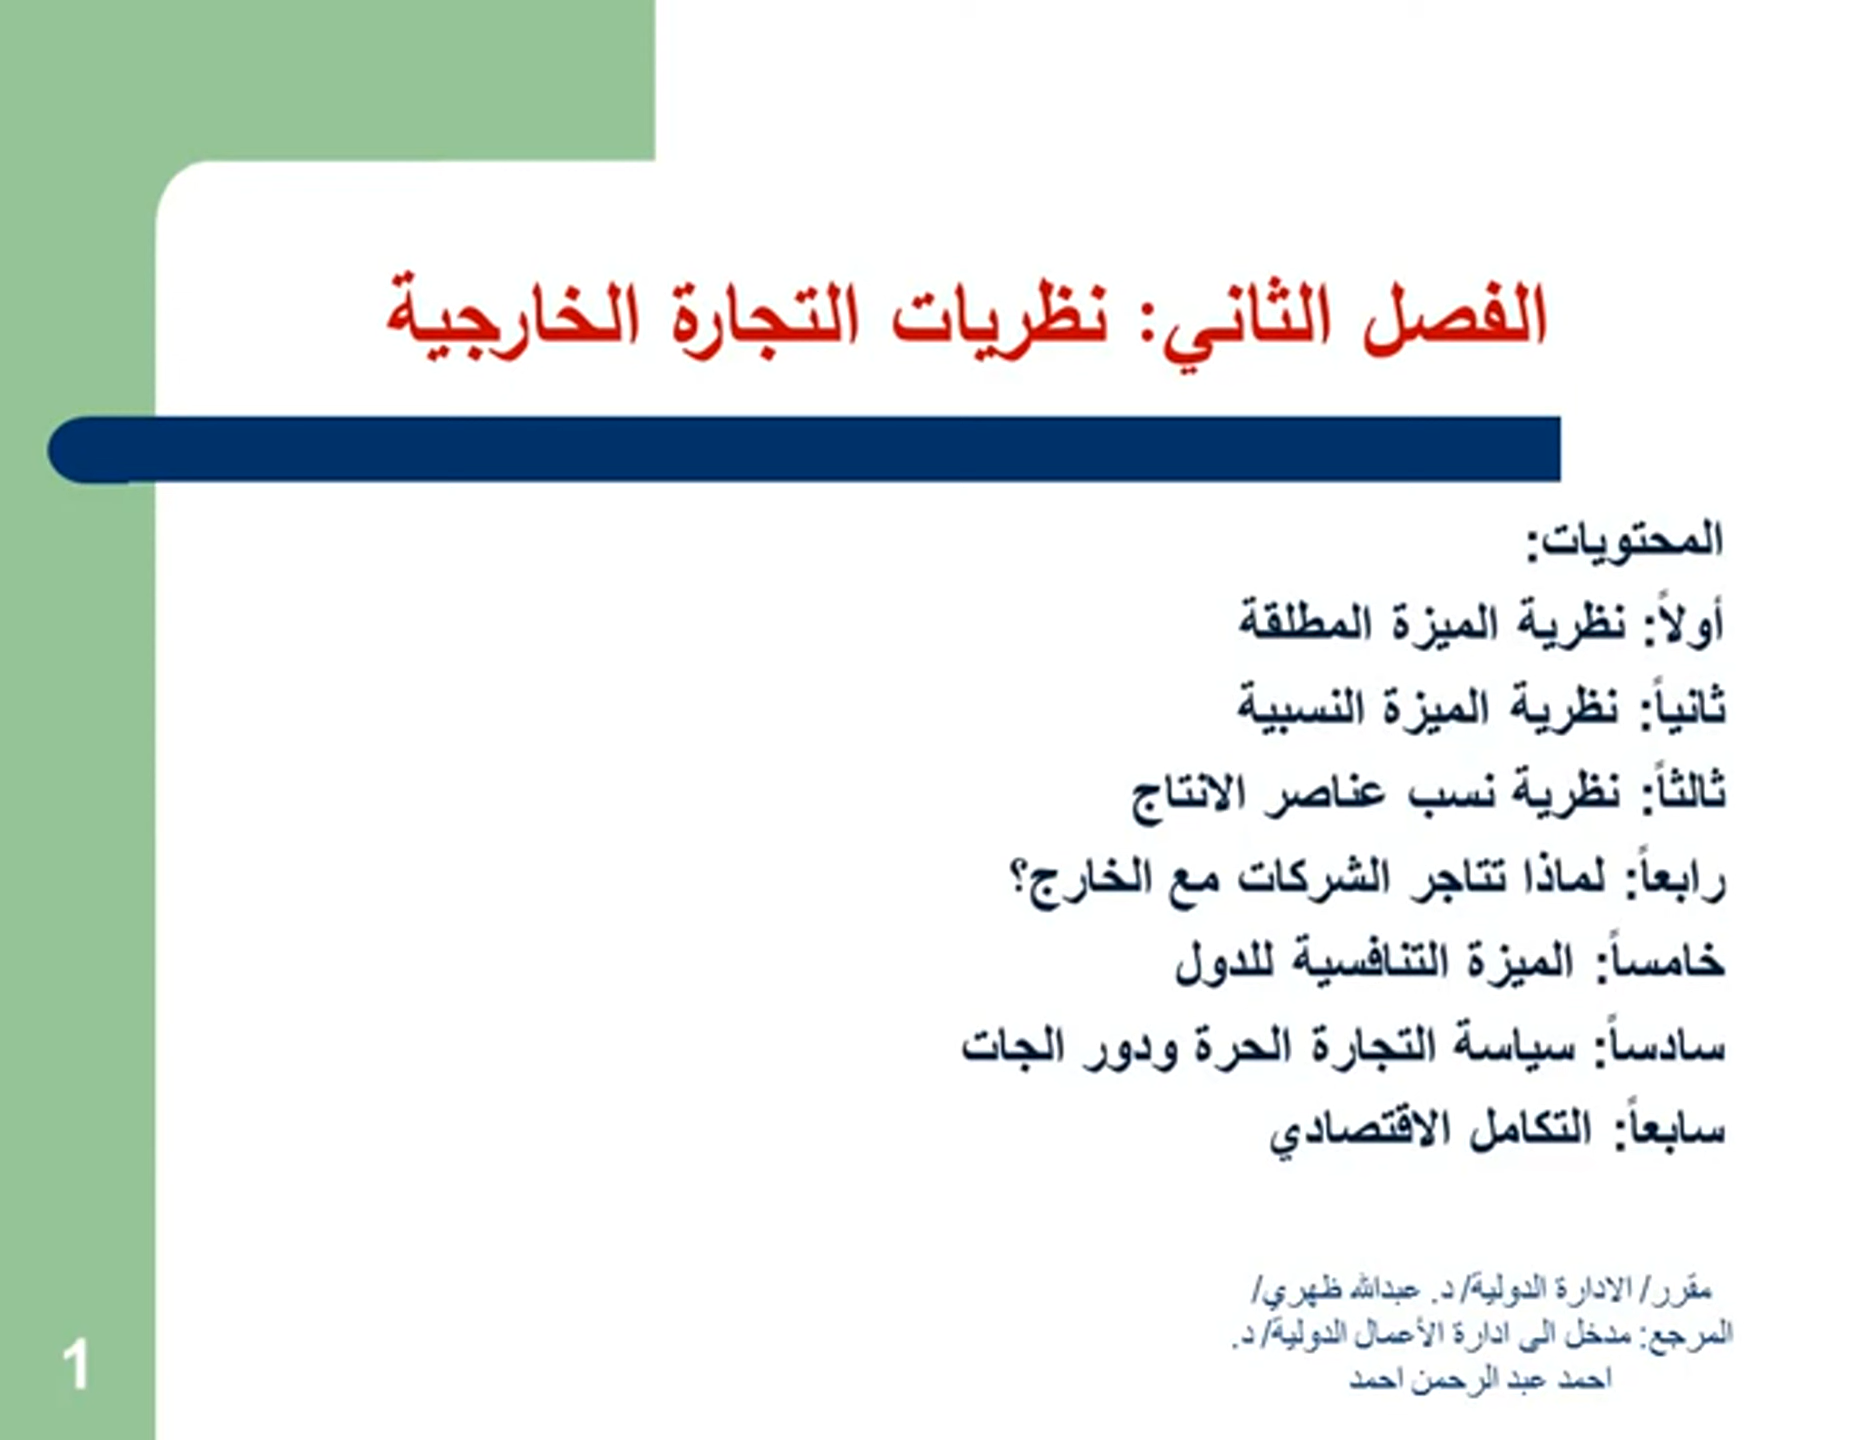 الفصل الثاني: نظريات التجارة الخارجية
المحتويات:
أولاً: نظرية الميزة المطلقة
ثانياً: نظرية الميزة النسبية
ثالثاً: نظرية نسب عناصر الانتاج
رابعاً: لماذا تتاجر الشركات مع الخارج؟
خامساً: الميزة التنافسية للدول
سادساً: سياسة التجارة الحرة ودور الجات
سابعاً: التكامل الاقتصادي
مقرر/ الادارة الدولية/ د. عبدالله ظهري/
المرجع: مدخل الى ادارة الأعمال الدولية/ د.
احمد عبد الرحمن احمد
1